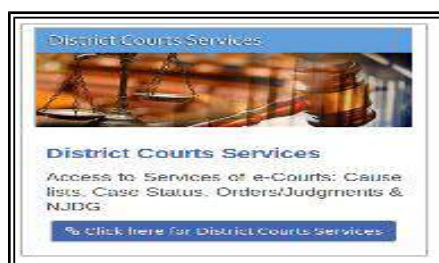 District Courts Services
District Courts Services
Access to Services of e-Courts: Cause
lists, Case Status, Orders/Judgments &
NJDG
Click here for District Courts Services